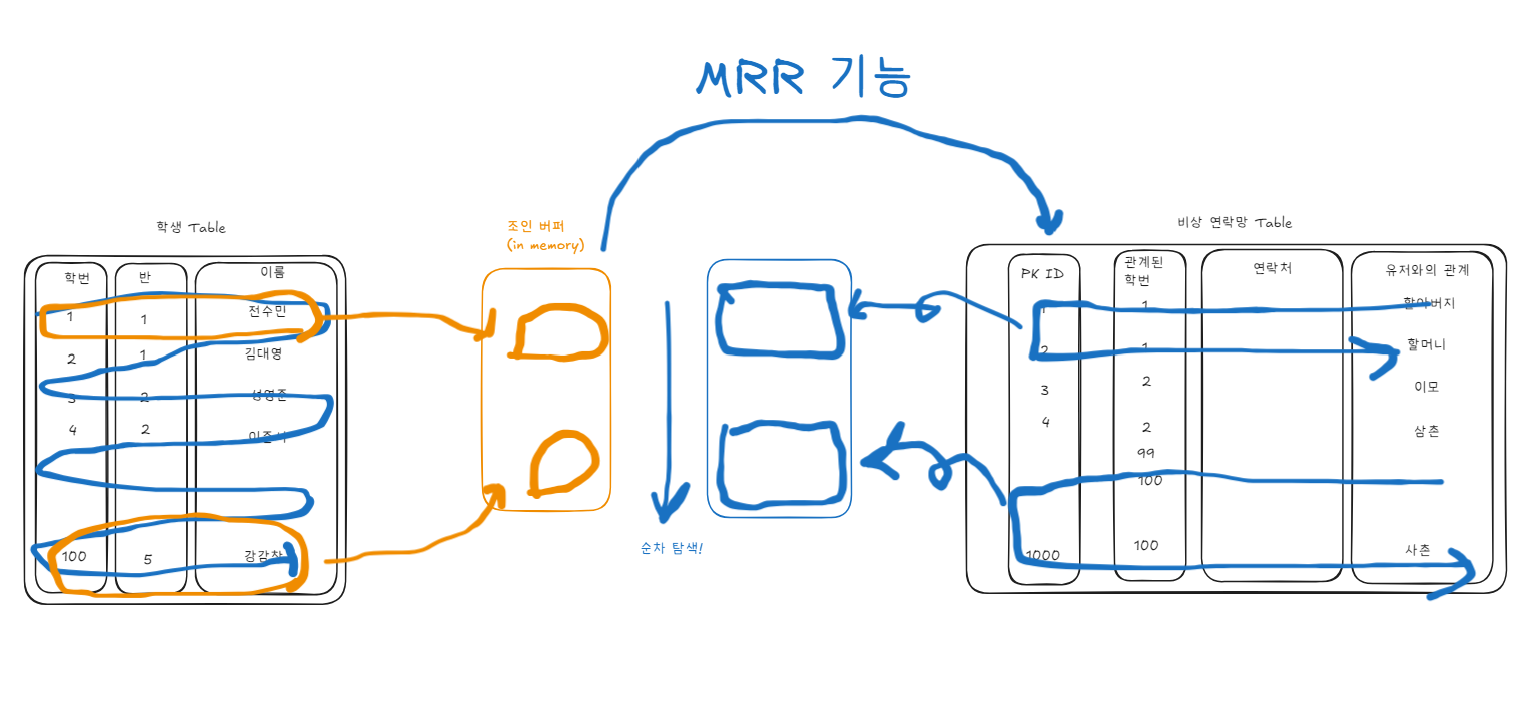 MRR 기능
학생 Table
학번 반 이름
1 1 전수민
2 1 김대영
3 2 성영준
4 2
100 5 강감찬
조인 버퍼
(in memory)
순차 탐색!
비상 연락망 Table
PK ID 관계된 학번 연락처 유저와의 관계
1 1 할아버지
2 1 할머니
3 2 이모
4 2 삼촌
99
100
1000 100 사촌